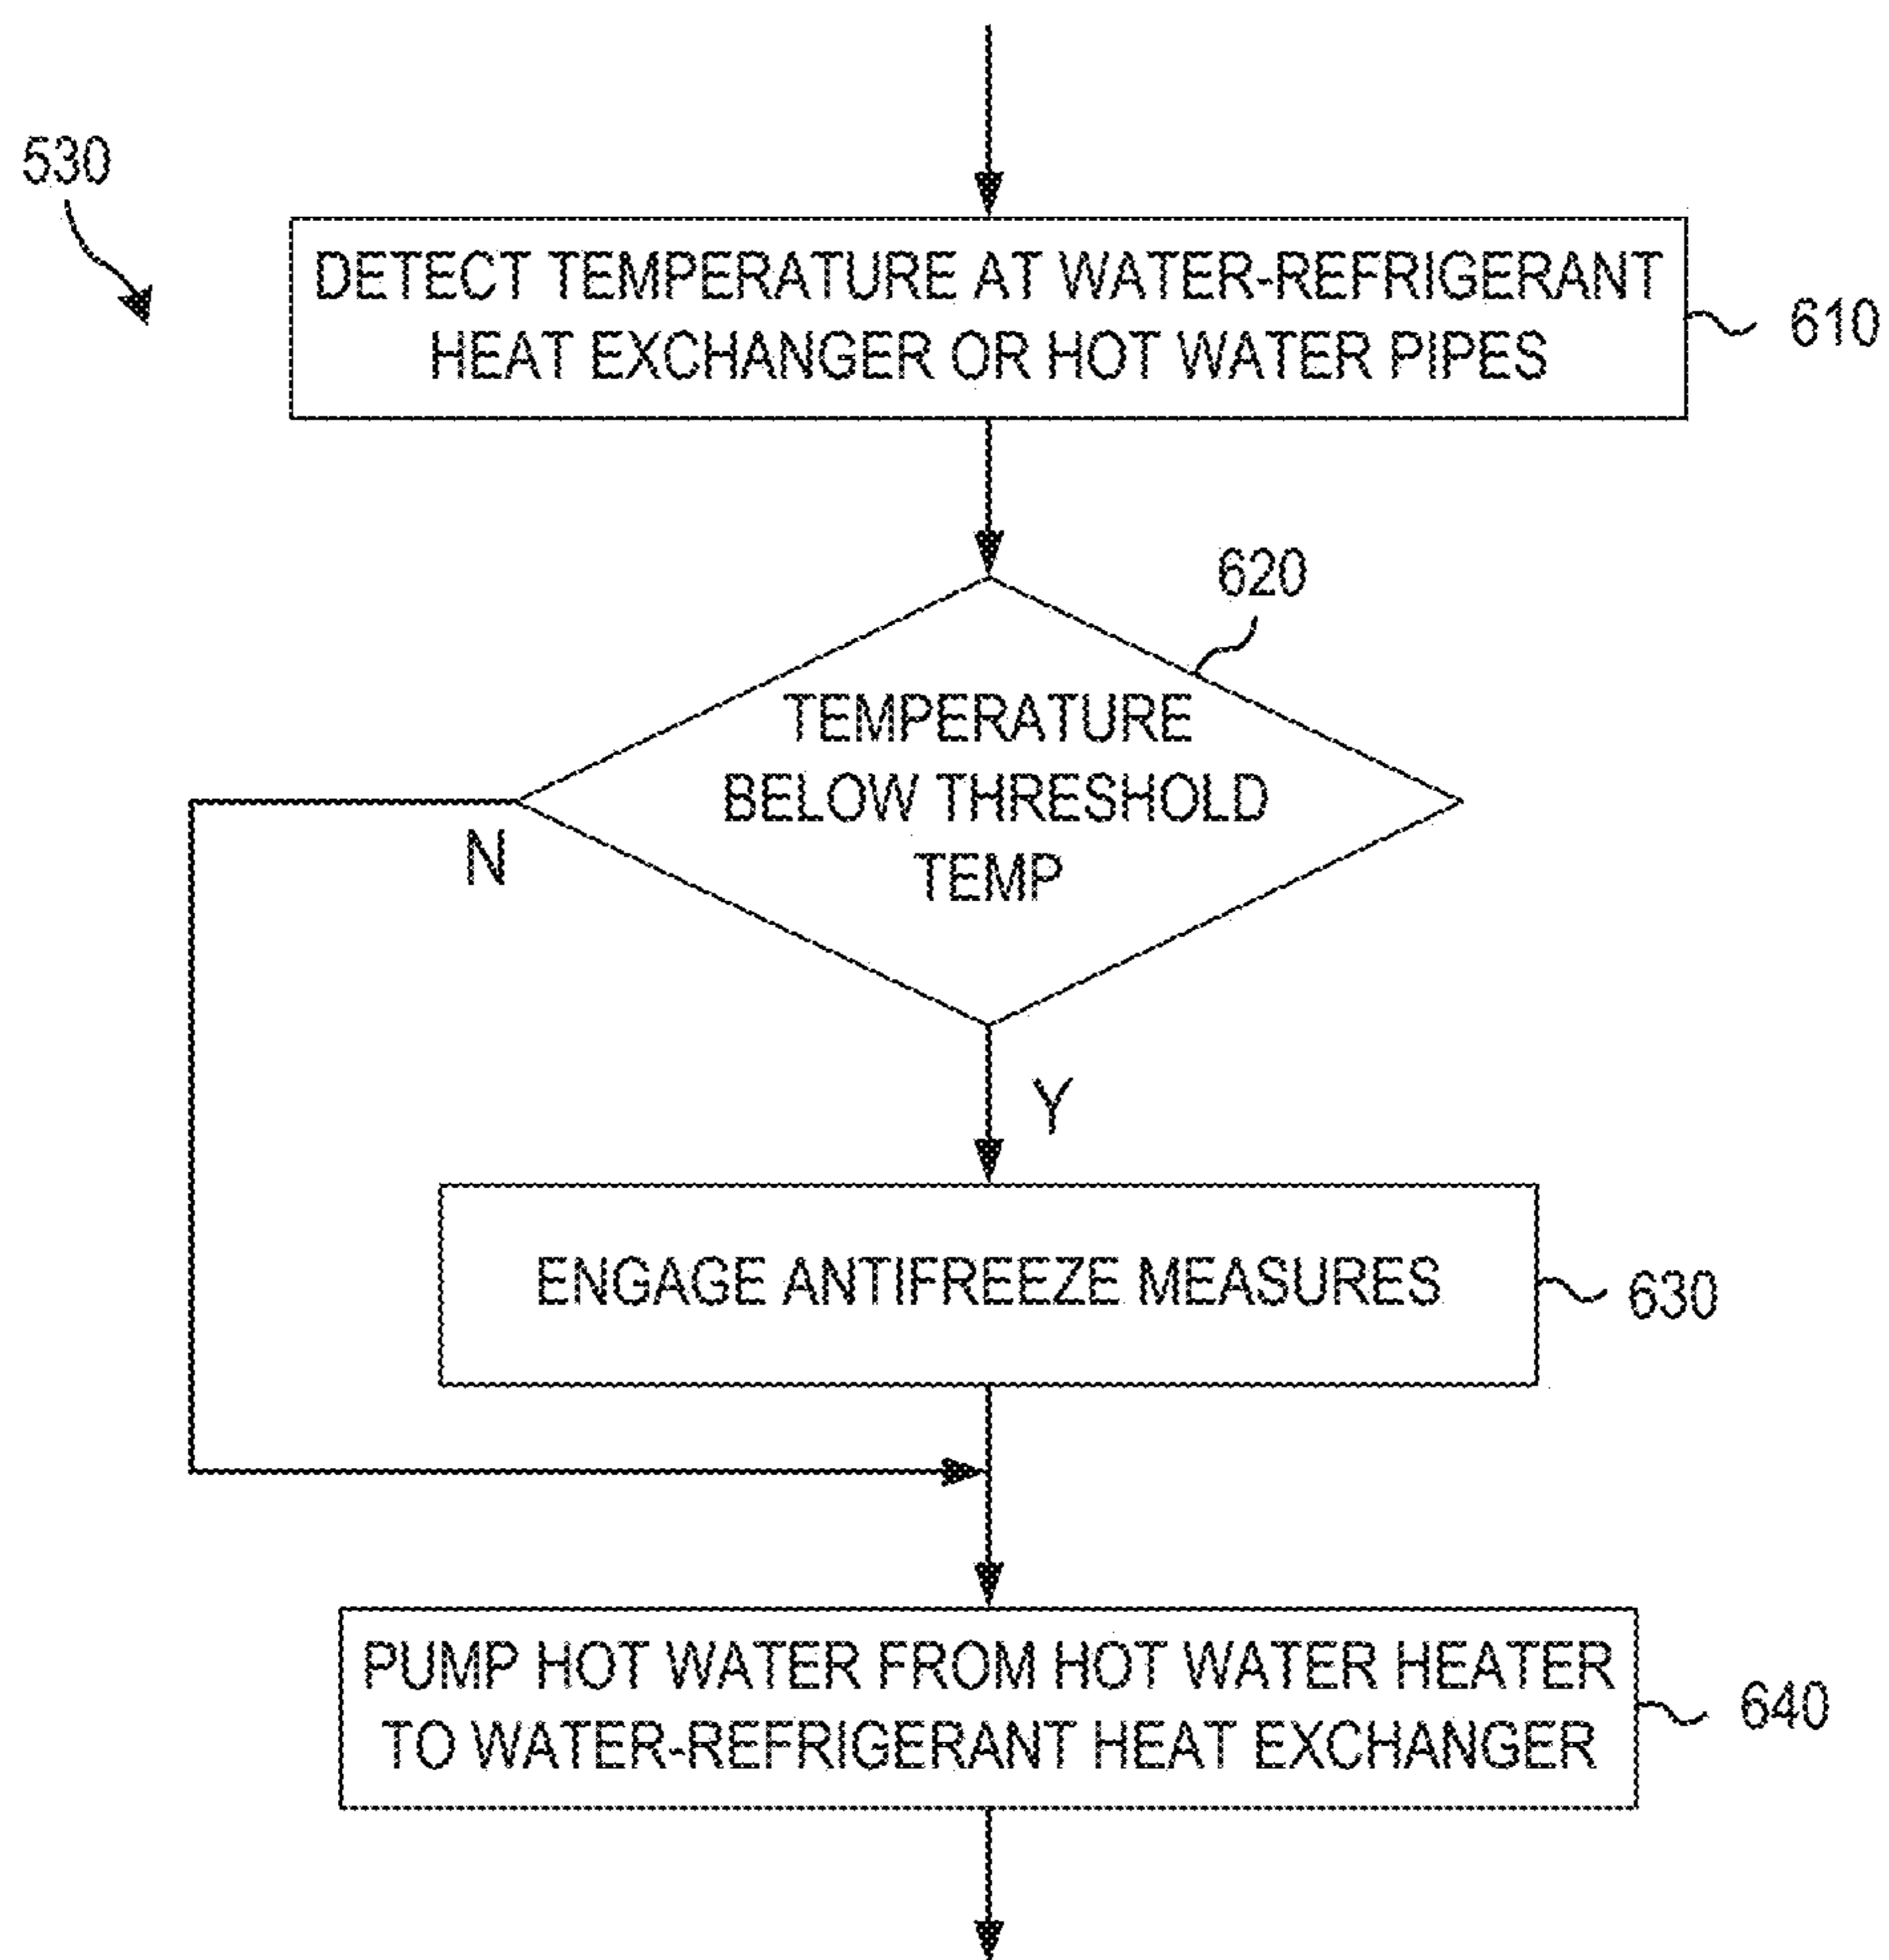 530
DETECT TEMPERATURE AT WATER-REFRIGERANT
HEAT EXCHANGER OR HOT WATER PIPES
610
620
TEMPERATURE
BELOW THRESHOLD
TEMP
N
Y
ENGAGE ANTIFREEZE MEASURES
630
PUMP HOT WATER FROM HOT WATER HEATER
TO WATER-REFRIGERANT HEAT EXCHANGER
640